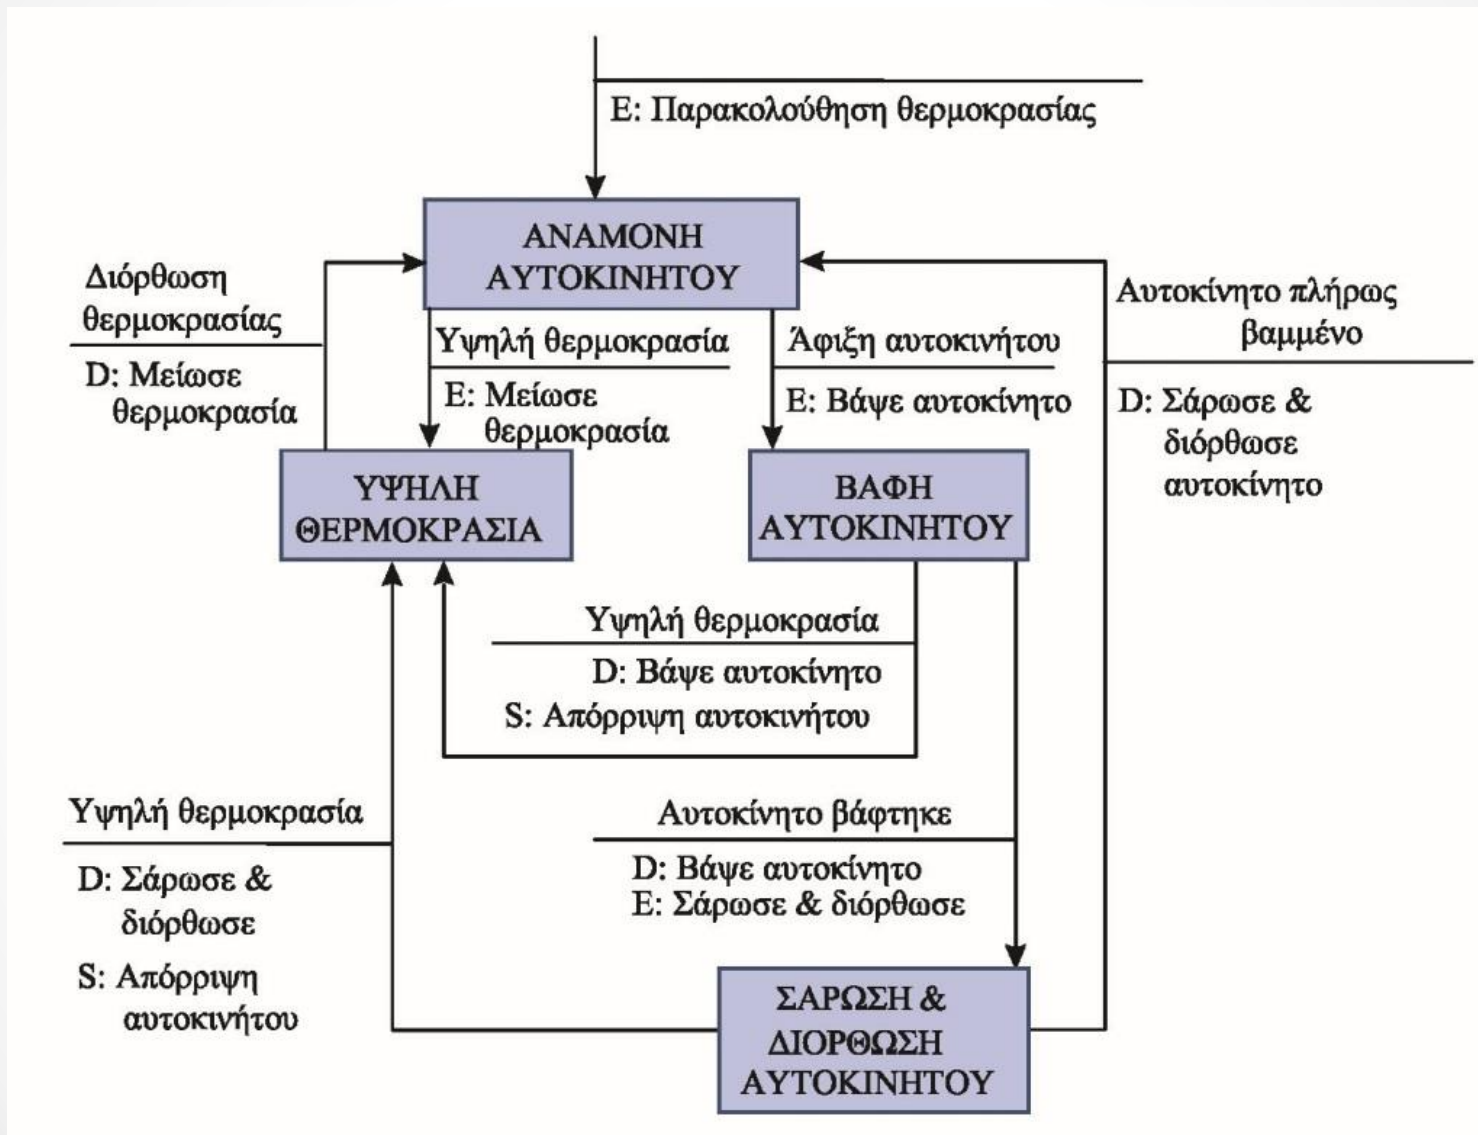 E: Παρακολούθηση θερμοκρασίας
ΑΝΑΜΟΝΗ
ΑΥΤΟΚΙΝΗΤΟΥ
Διόρθωση
θερμοκρασίας
D: Μείωσε
θερμοκρασία
Υψηλή θερμοκρασία
E: Μείωσε
θερμοκρασία
Άφιξη αυτοκινήτου
E: Βάψε αυτοκίνητο
Αυτοκίνητο πλήρως
βαμμένο
D: Σάρωσε &
διόρθωσε
αυτοκίνητο
ΥΨΗΛΗ
ΘΕΡΜΟΚΡΑΣΙΑ
ΒΑΦΗ
ΑΥΤΟΚΙΝΗΤΟΥ
Υψηλή θερμοκρασία
D: Βάψε αυτοκίνητο
S: Απόρριψη αυτοκινήτου
Υψηλή θερμοκρασία
D: Σάρωσε &
διόρθωσε
S: Απόρριψη
αυτοκινήτου
Αυτοκίνητο βάφτηκε
D: Βάψε αυτοκίνητο
E: Σάρωσε & διόρθωσε
ΣΑΡΩΣΗ &
ΔΙΟΡΘΩΣΗ
ΑΥΤΟΚΙΝΗΤΟΥ